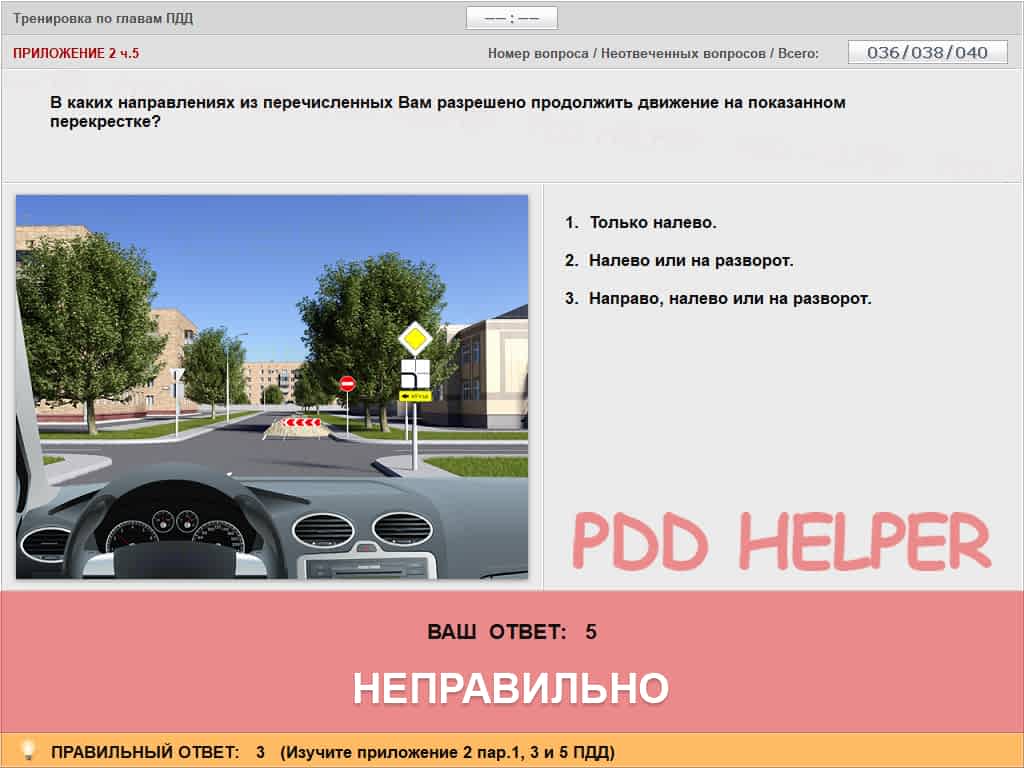 Тренировка по главам ПДД
–– : ––
ПРИЛОЖЕНИЕ 2 ч.5
Номер вопроса / Неотвеченных вопросов / Всего:
036/038/040
В каких направлениях из перечисленных Вам разрешено продолжить движение на показанном
перекрестке?
1. Только налево.
2. Налево или на разворот.
3. Направо, налево или на разворот.
PDD HELPER
ВАШ ОТВЕТ: 5
НЕПРАВИЛЬНО
ПРАВИЛЬНЫЙ ОТВЕТ: 3 (Изучите приложение 2 пар.1, 3 и 5 ПДД)